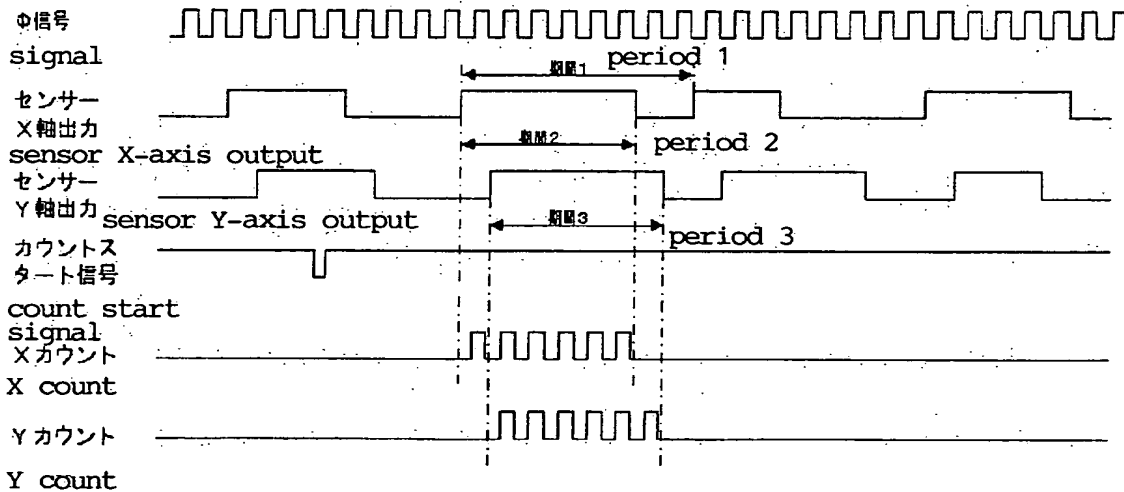 Φ信号
signal
期間1
period 1
センサー
X軸出力
sensor X-axis output
期間2
period 2
センサー
Y軸出力
sensor Y-axis output
期間3
period 3
カウントス
タート信号
count start
signal
Xカウント
X count
Yカウント
Y count